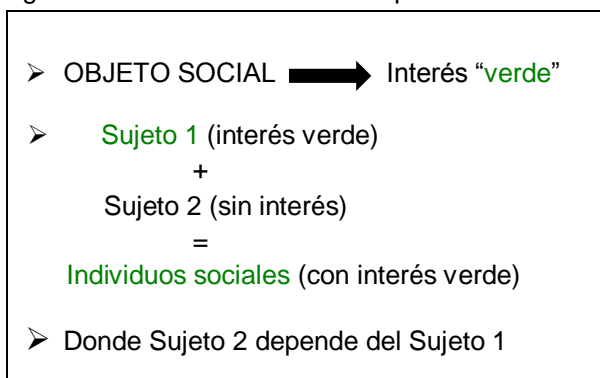 ➢ OBJETO SOCIAL Interés “verde”
➢ Sujeto 1 (interés verde)
+
Sujeto 2 (sin interés)
=
Individuos sociales (con interés verde)
➢ Donde Sujeto 2 depende del Sujeto 1